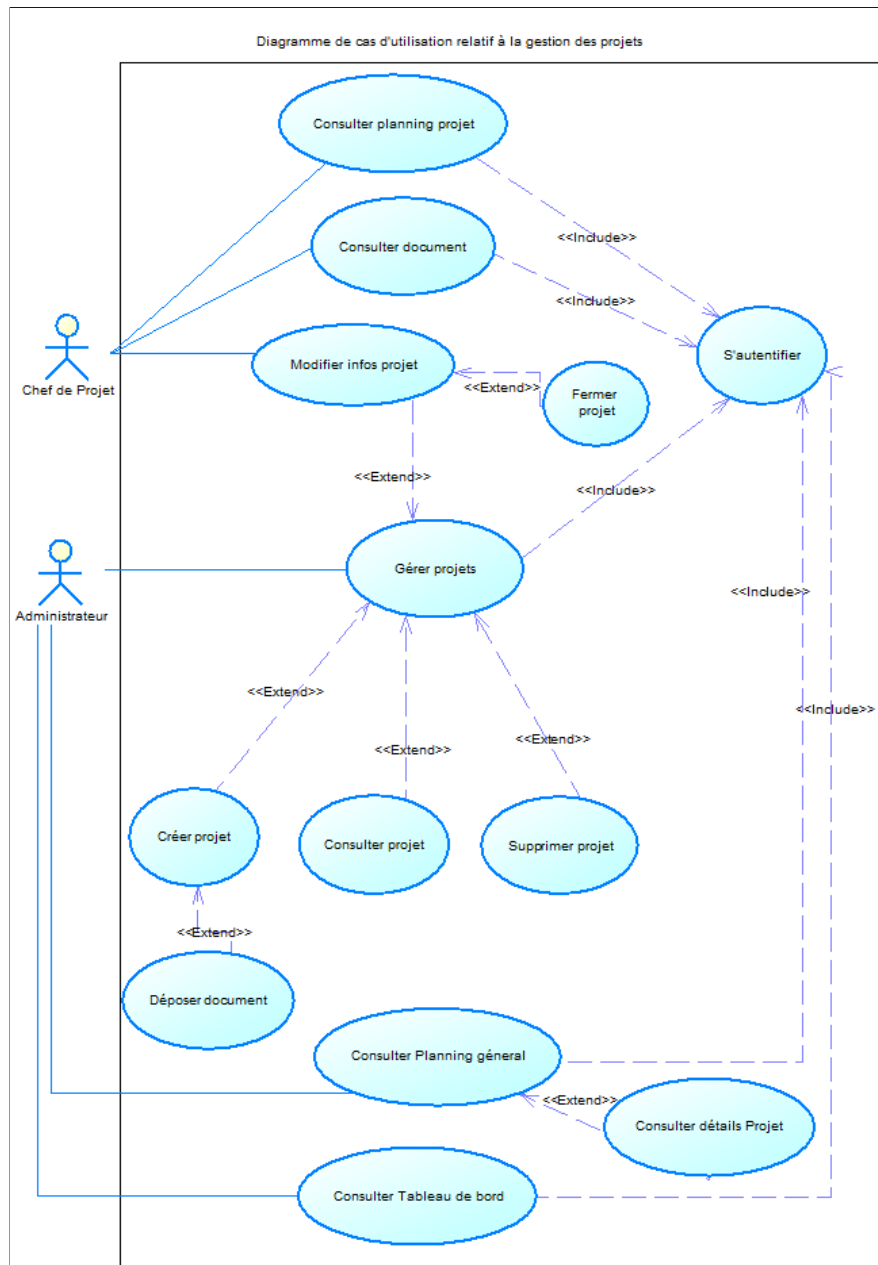 Diagramme de cas d'utilisation relatif à la gestion des projets
Consulter planning projet
<<Include>>
Consulter document
<<Include>>
S'autentifier
Chef de Projet
Modifier infos projet
<<Extend>>
Fermer
projet
<<Extend>>
<<Include>>
Gérer projets
Administrateur
<<Include>>
<<Extend>>
<<Include>>
<<Extend>>
<<Extend>>
Créer projet
Consulter projet
Supprimer projet
<<Extend>>
Déposer document
Consulter Planning géneral
<<Extend>>
Consulter détails Projet
Consulter Tableau de bord